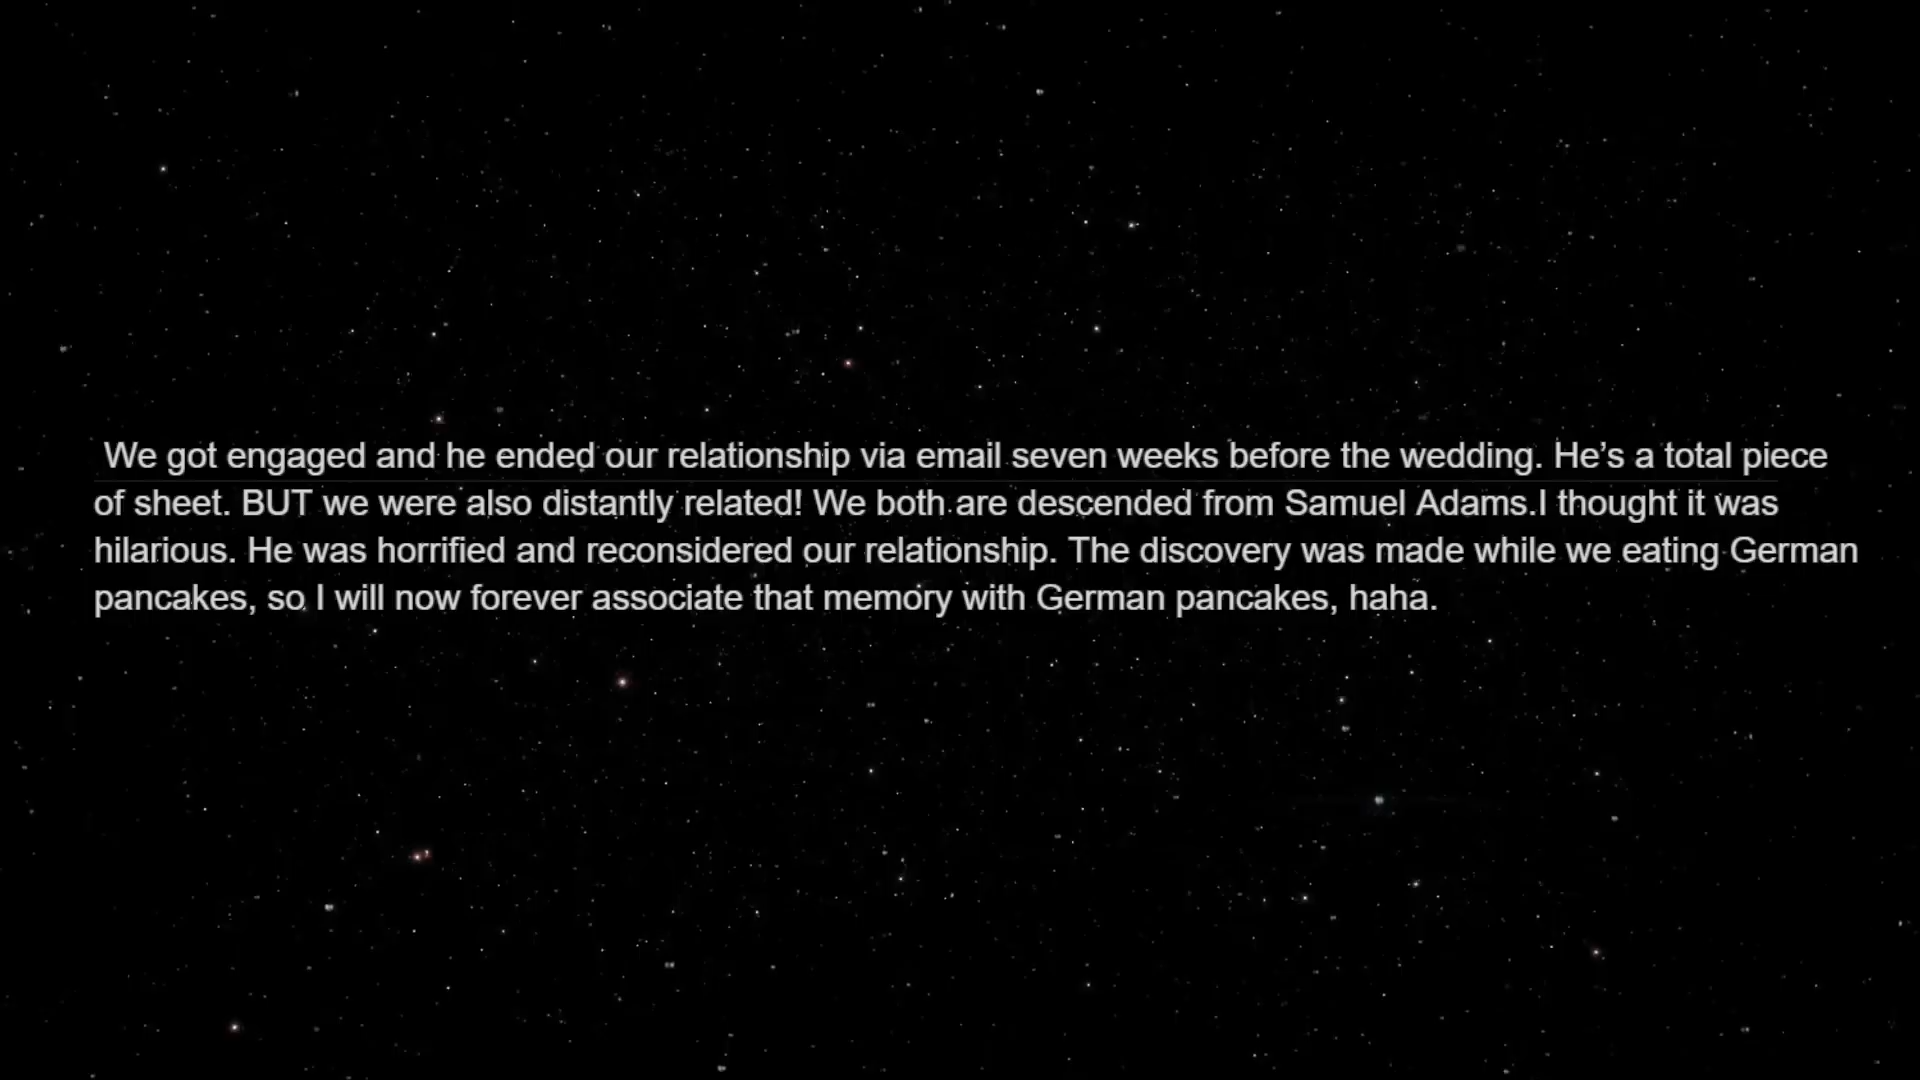 We got engaged and he ended our relationship via email seven weeks before the wedding. He’s a total piece
of sheet. BUT we were also distantly related! We both are descended from Samuel Adams.I thought it was
hilarious. He was horrified and reconsidered our relationship. The discovery was made while we eating German
pancakes, so I will now forever associate that memory with German pancakes, haha.